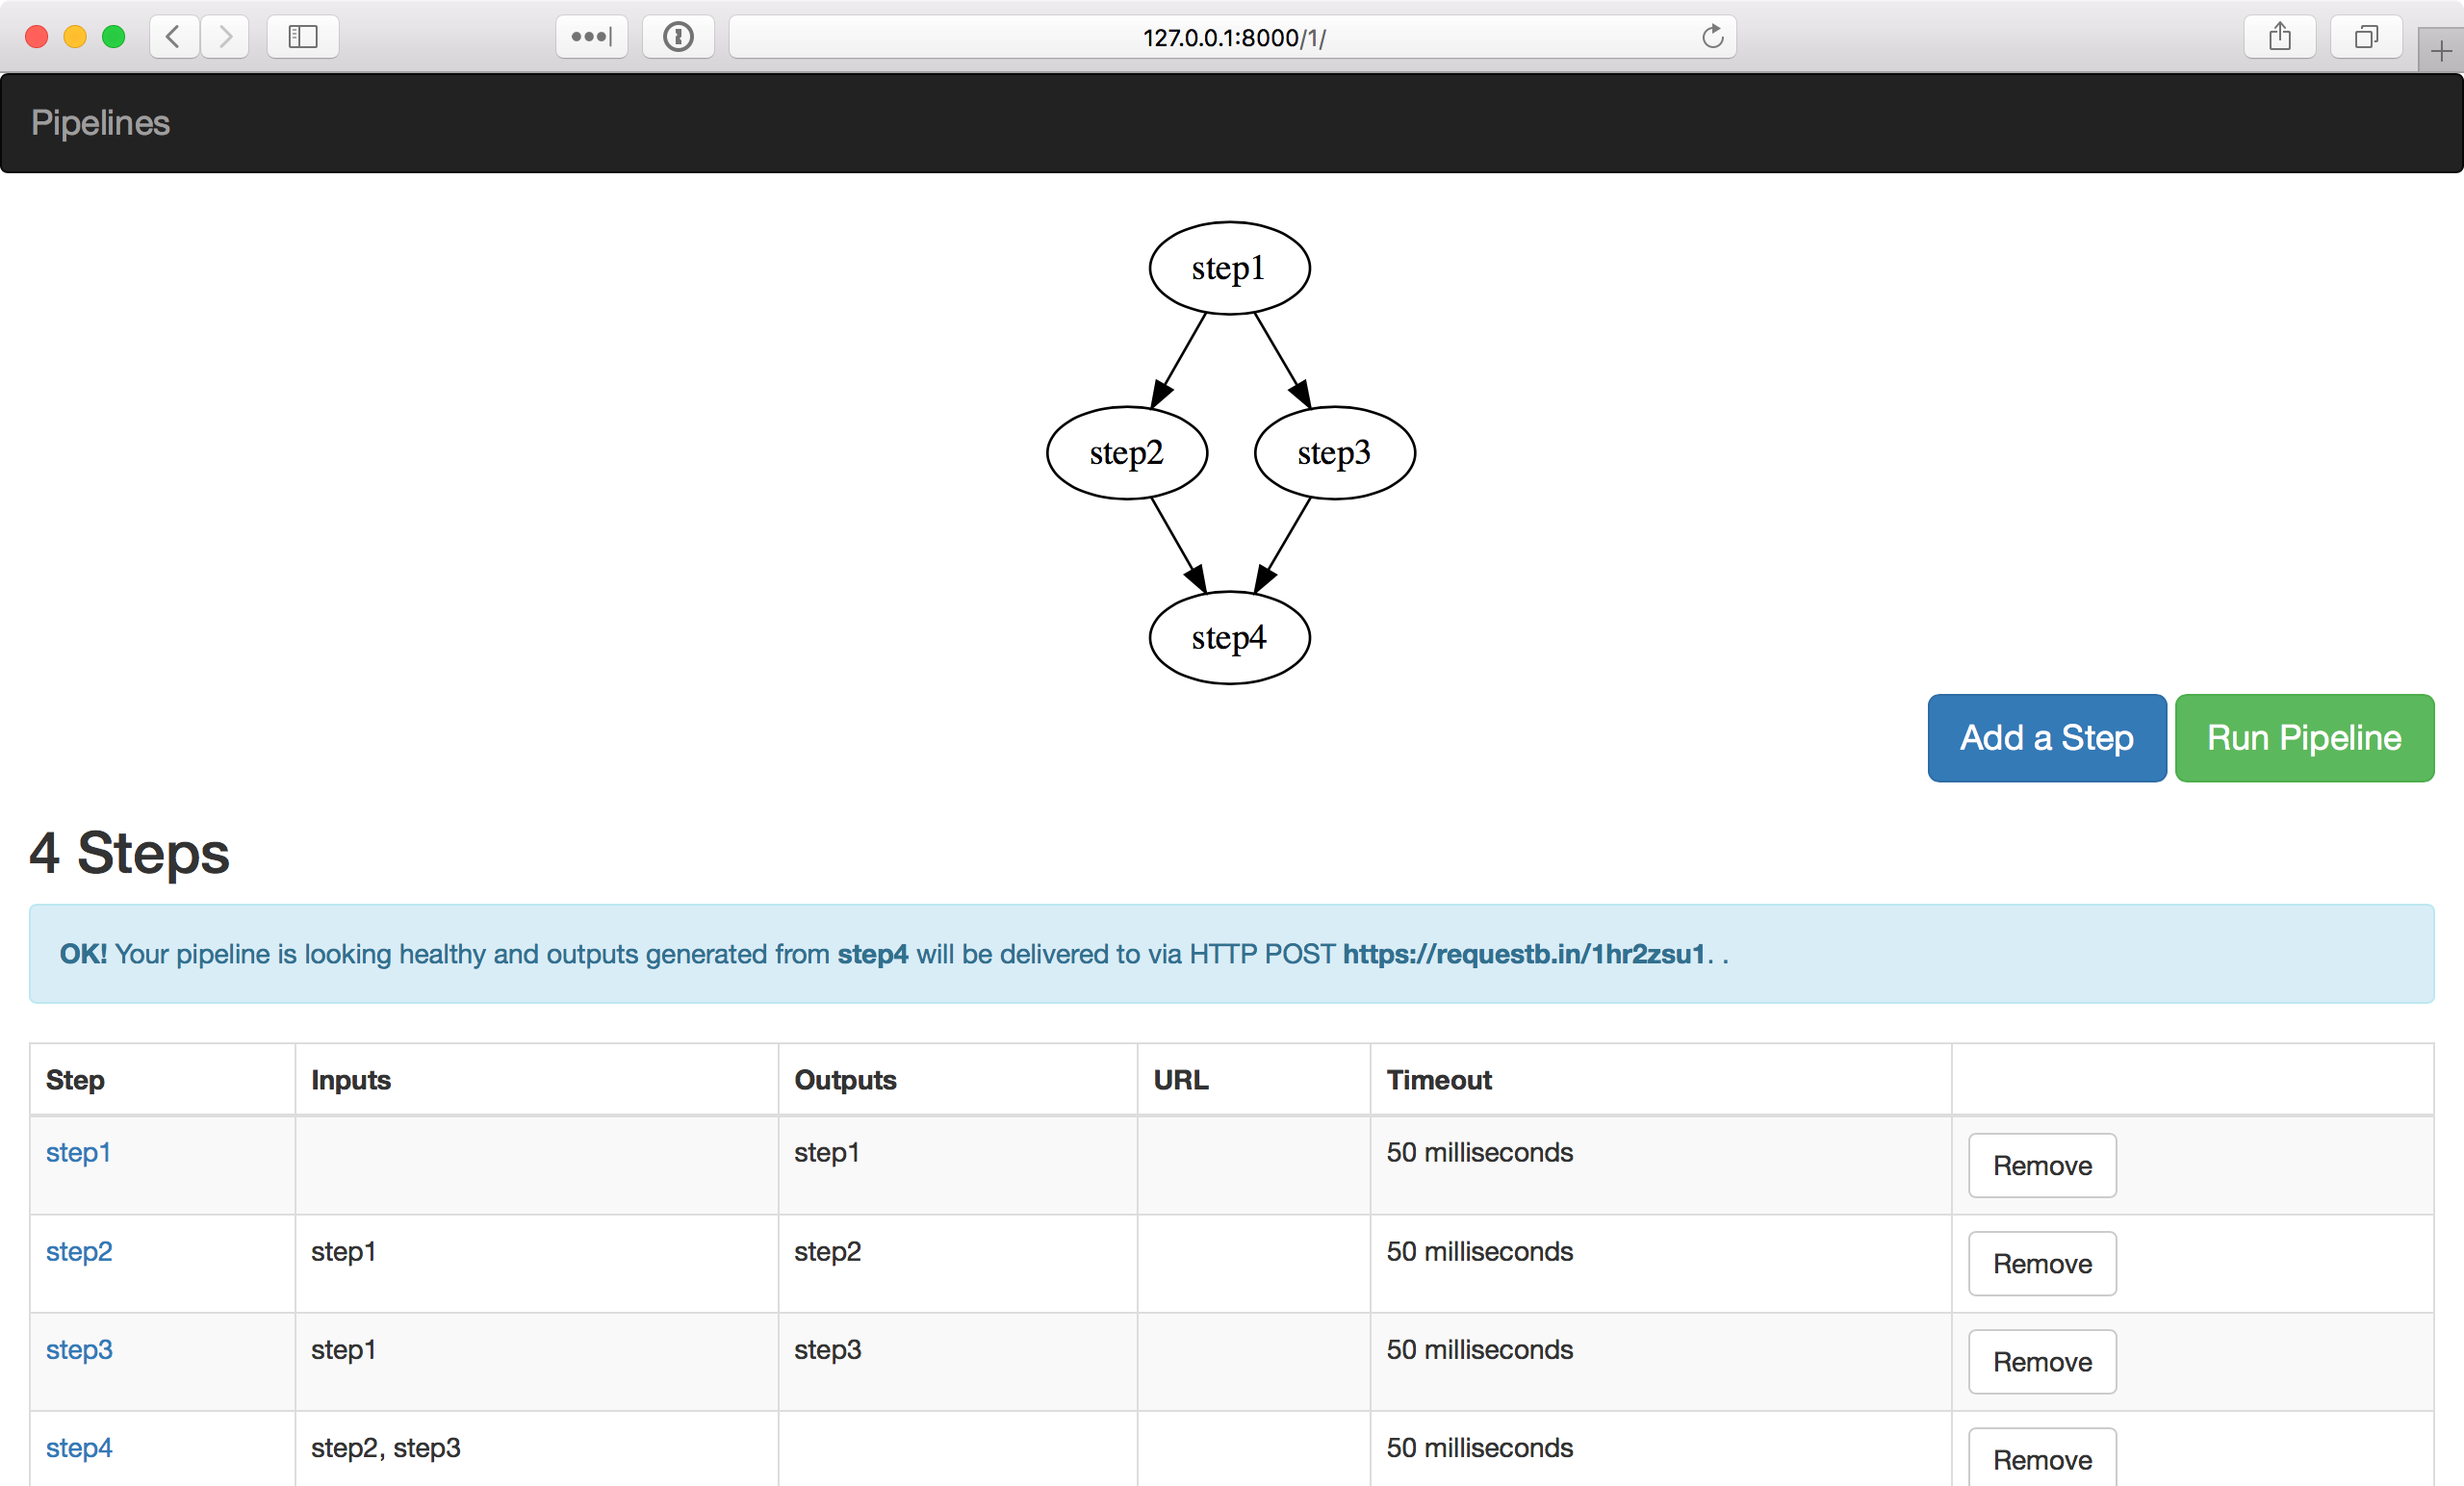 127.0.0.1:8000/1/
Pipelines
step1
step2 step3
step4
Add a Step Run Pipeline
4 Steps
OK! Your pipeline is looking healthy and outputs generated from step4 will be delivered to via HTTP POST https://requestb.in/1hr2zsu1. .
Step Inputs Outputs URL Timeout
step1 step1 50 milliseconds Remove
step2 step1 step2 50 milliseconds Remove
step3 step1 step3 50 milliseconds Remove
step4 step2, step3 50 milliseconds Remove